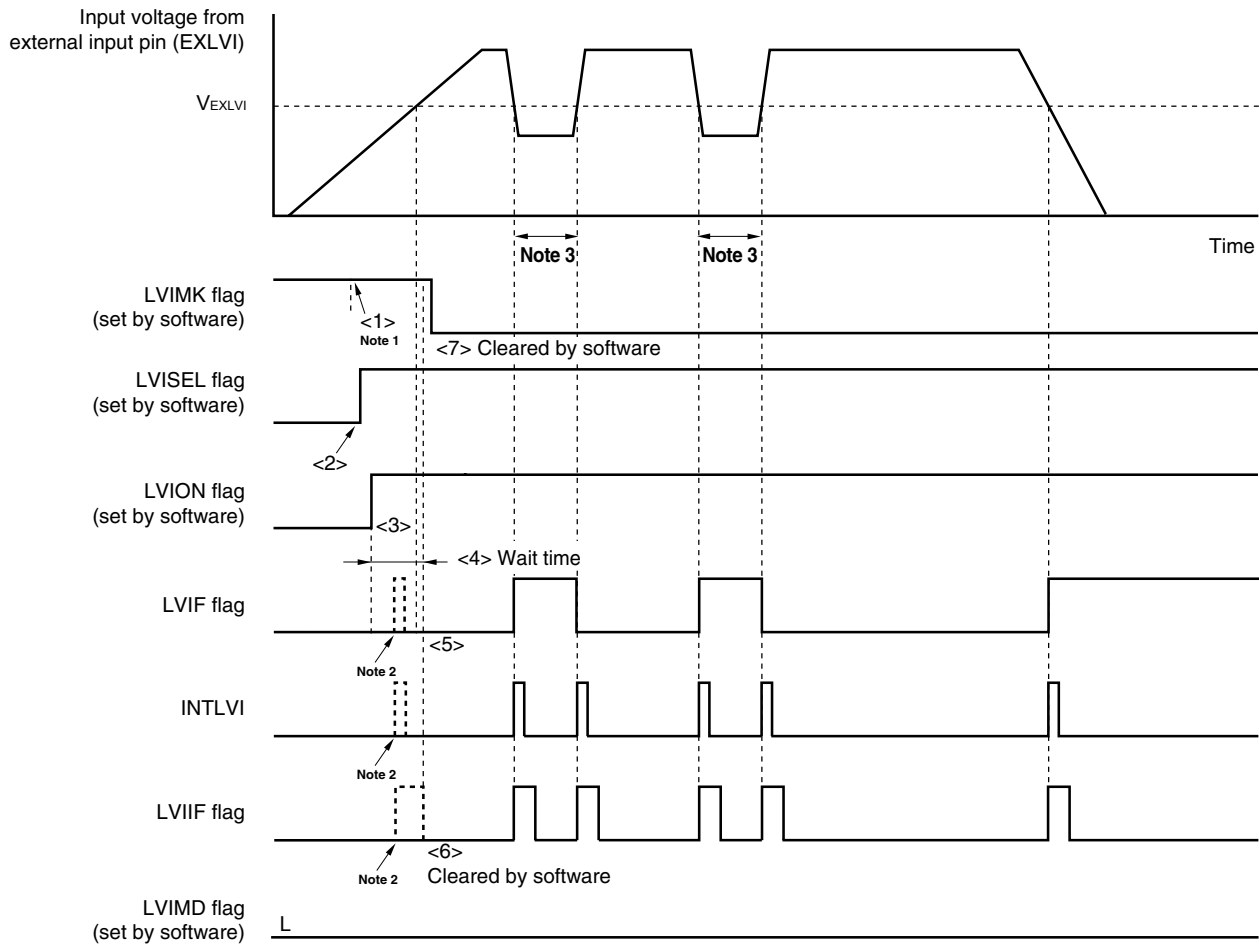 Input voltage from
external input pin (EXLVI)
VEXLVI
Time
Note 3
Note 3
LVIMK flag
(set by software)
<1>
Note 1
<7> Cleared by software
LVISEL flag
(set by software)
<2>
LVION flag
(set by software)
<3>
<4> Wait time
LVIF flag
<5>
Note 2
INTLVI
Note 2
LVIIF flag
<6>
Note 2
Cleared by software
LVIMD flag
(set by software)
L